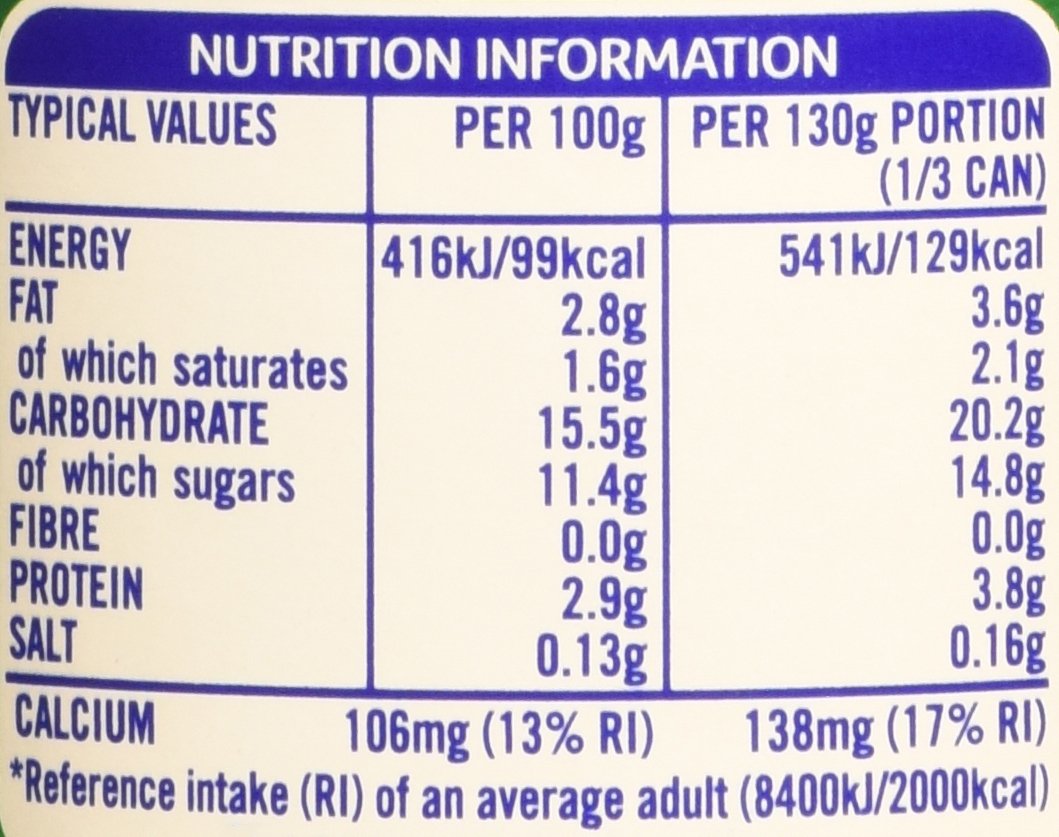 NUTRITION INFORMATION
TYPICAL VALUES PER 100g PER 130g PORTION
(1/3 CAN)
ENERGY 416kJ/99kcal 541kJ/129kcal
FAT 2.8g 3.6g
of which saturates 1.6g 2.1g
CARBOHYDRATE 15.5g 20.2g
of which sugars 11.4g 14.8g
FIBRE 0.0g 0.0g
PROTEIN 2.9g 3.8g
SALT 0.13g 0.16g
CALCIUM 106mg (13% RI) 138mg (17% RI)
*Reference intake (RI) of an average adult (8400kJ/2000kcal)